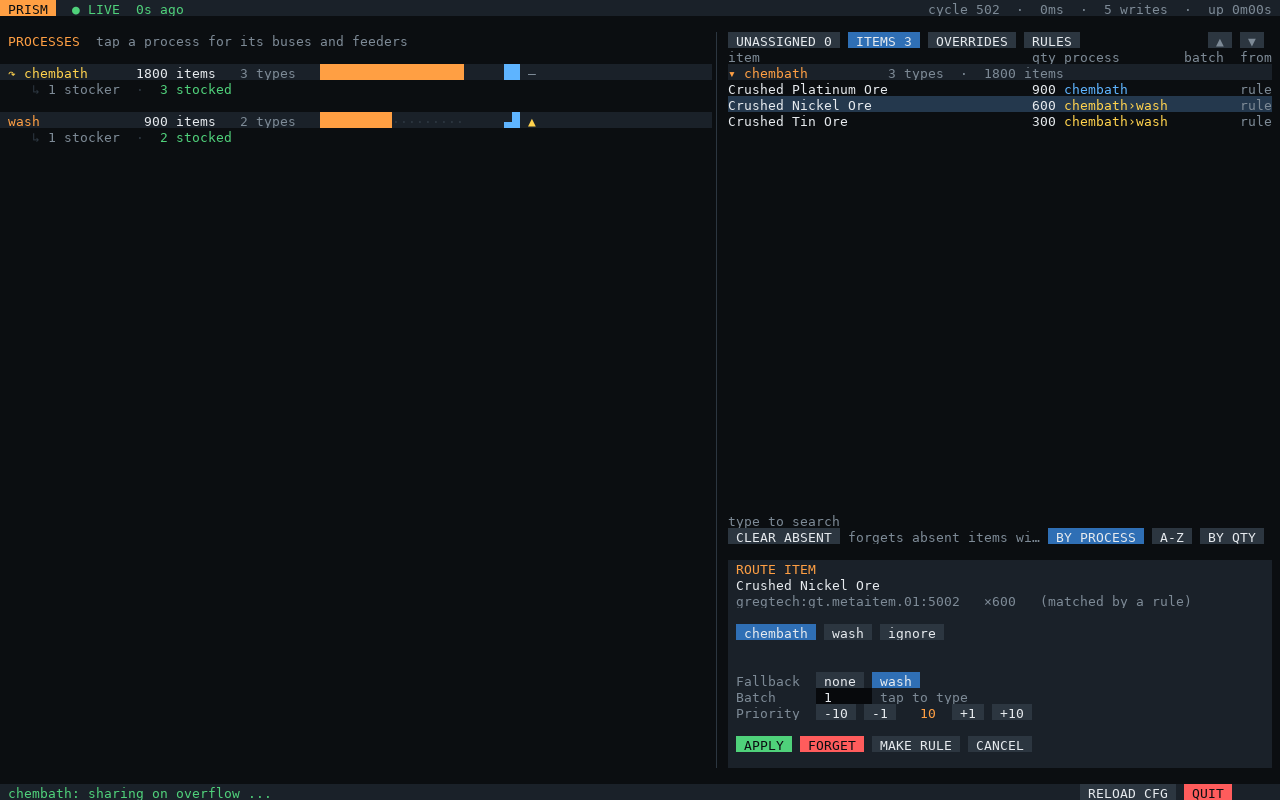 PRISM ● LIVE 0s ago cycle 502 · 0ms · 5 writes · up 0m00s
PROCESSES tap a process for its buses and feeders
↷ chembath 1800 items 3 types —
↳ 1 stocker · 3 stocked
wash 900 items 2 types ▲
↳ 1 stocker · 2 stocked
UNASSIGNED 0 ITEMS 3 OVERRIDES RULES ▲ ▼
item qty process batch from
▾ chembath 3 types · 1800 items
Crushed Platinum Ore 900 chembath rule
Crushed Nickel Ore 600 chembath›wash rule
Crushed Tin Ore 300 chembath›wash rule
type to search
CLEAR ABSENT forgets absent items wi… BY PROCESS A-Z BY QTY
ROUTE ITEM
Crushed Nickel Ore
gregtech:gt.metaitem.01:5002 ×600 (matched by a rule)
chembath wash ignore
Fallback none wash
Batch 1 tap to type
Priority -10 -1 10 +1 +10
APPLY FORGET MAKE RULE CANCEL
chembath: sharing on overflow ... RELOAD CFG QUIT